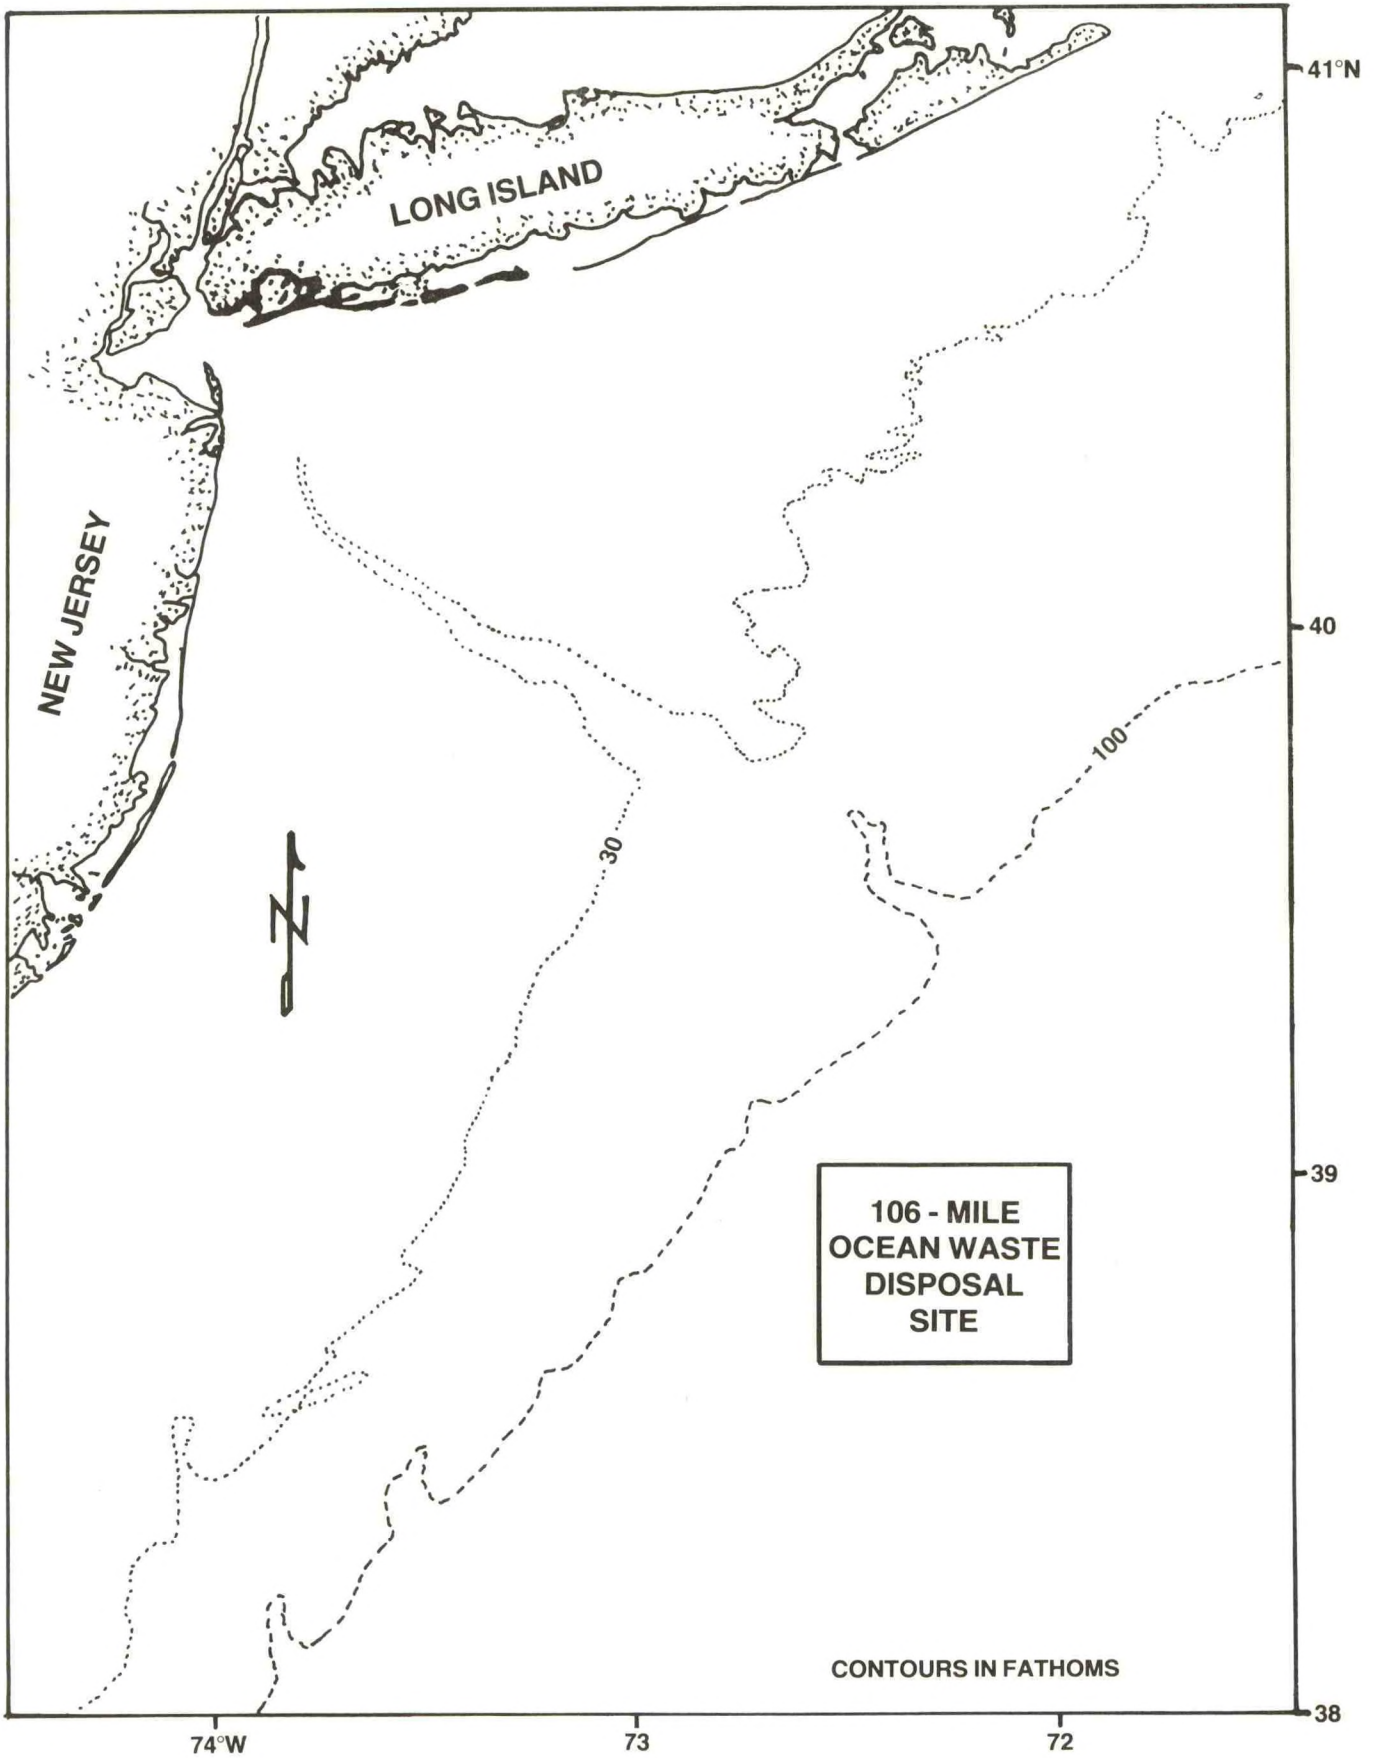 41°N
LONG ISLAND
NEW JERSEY
40
100
30
39
106 - MILE
OCEAN WASTE
DISPOSAL
SITE
N
CONTOURS IN FATHOMS
38
74°W
73
72